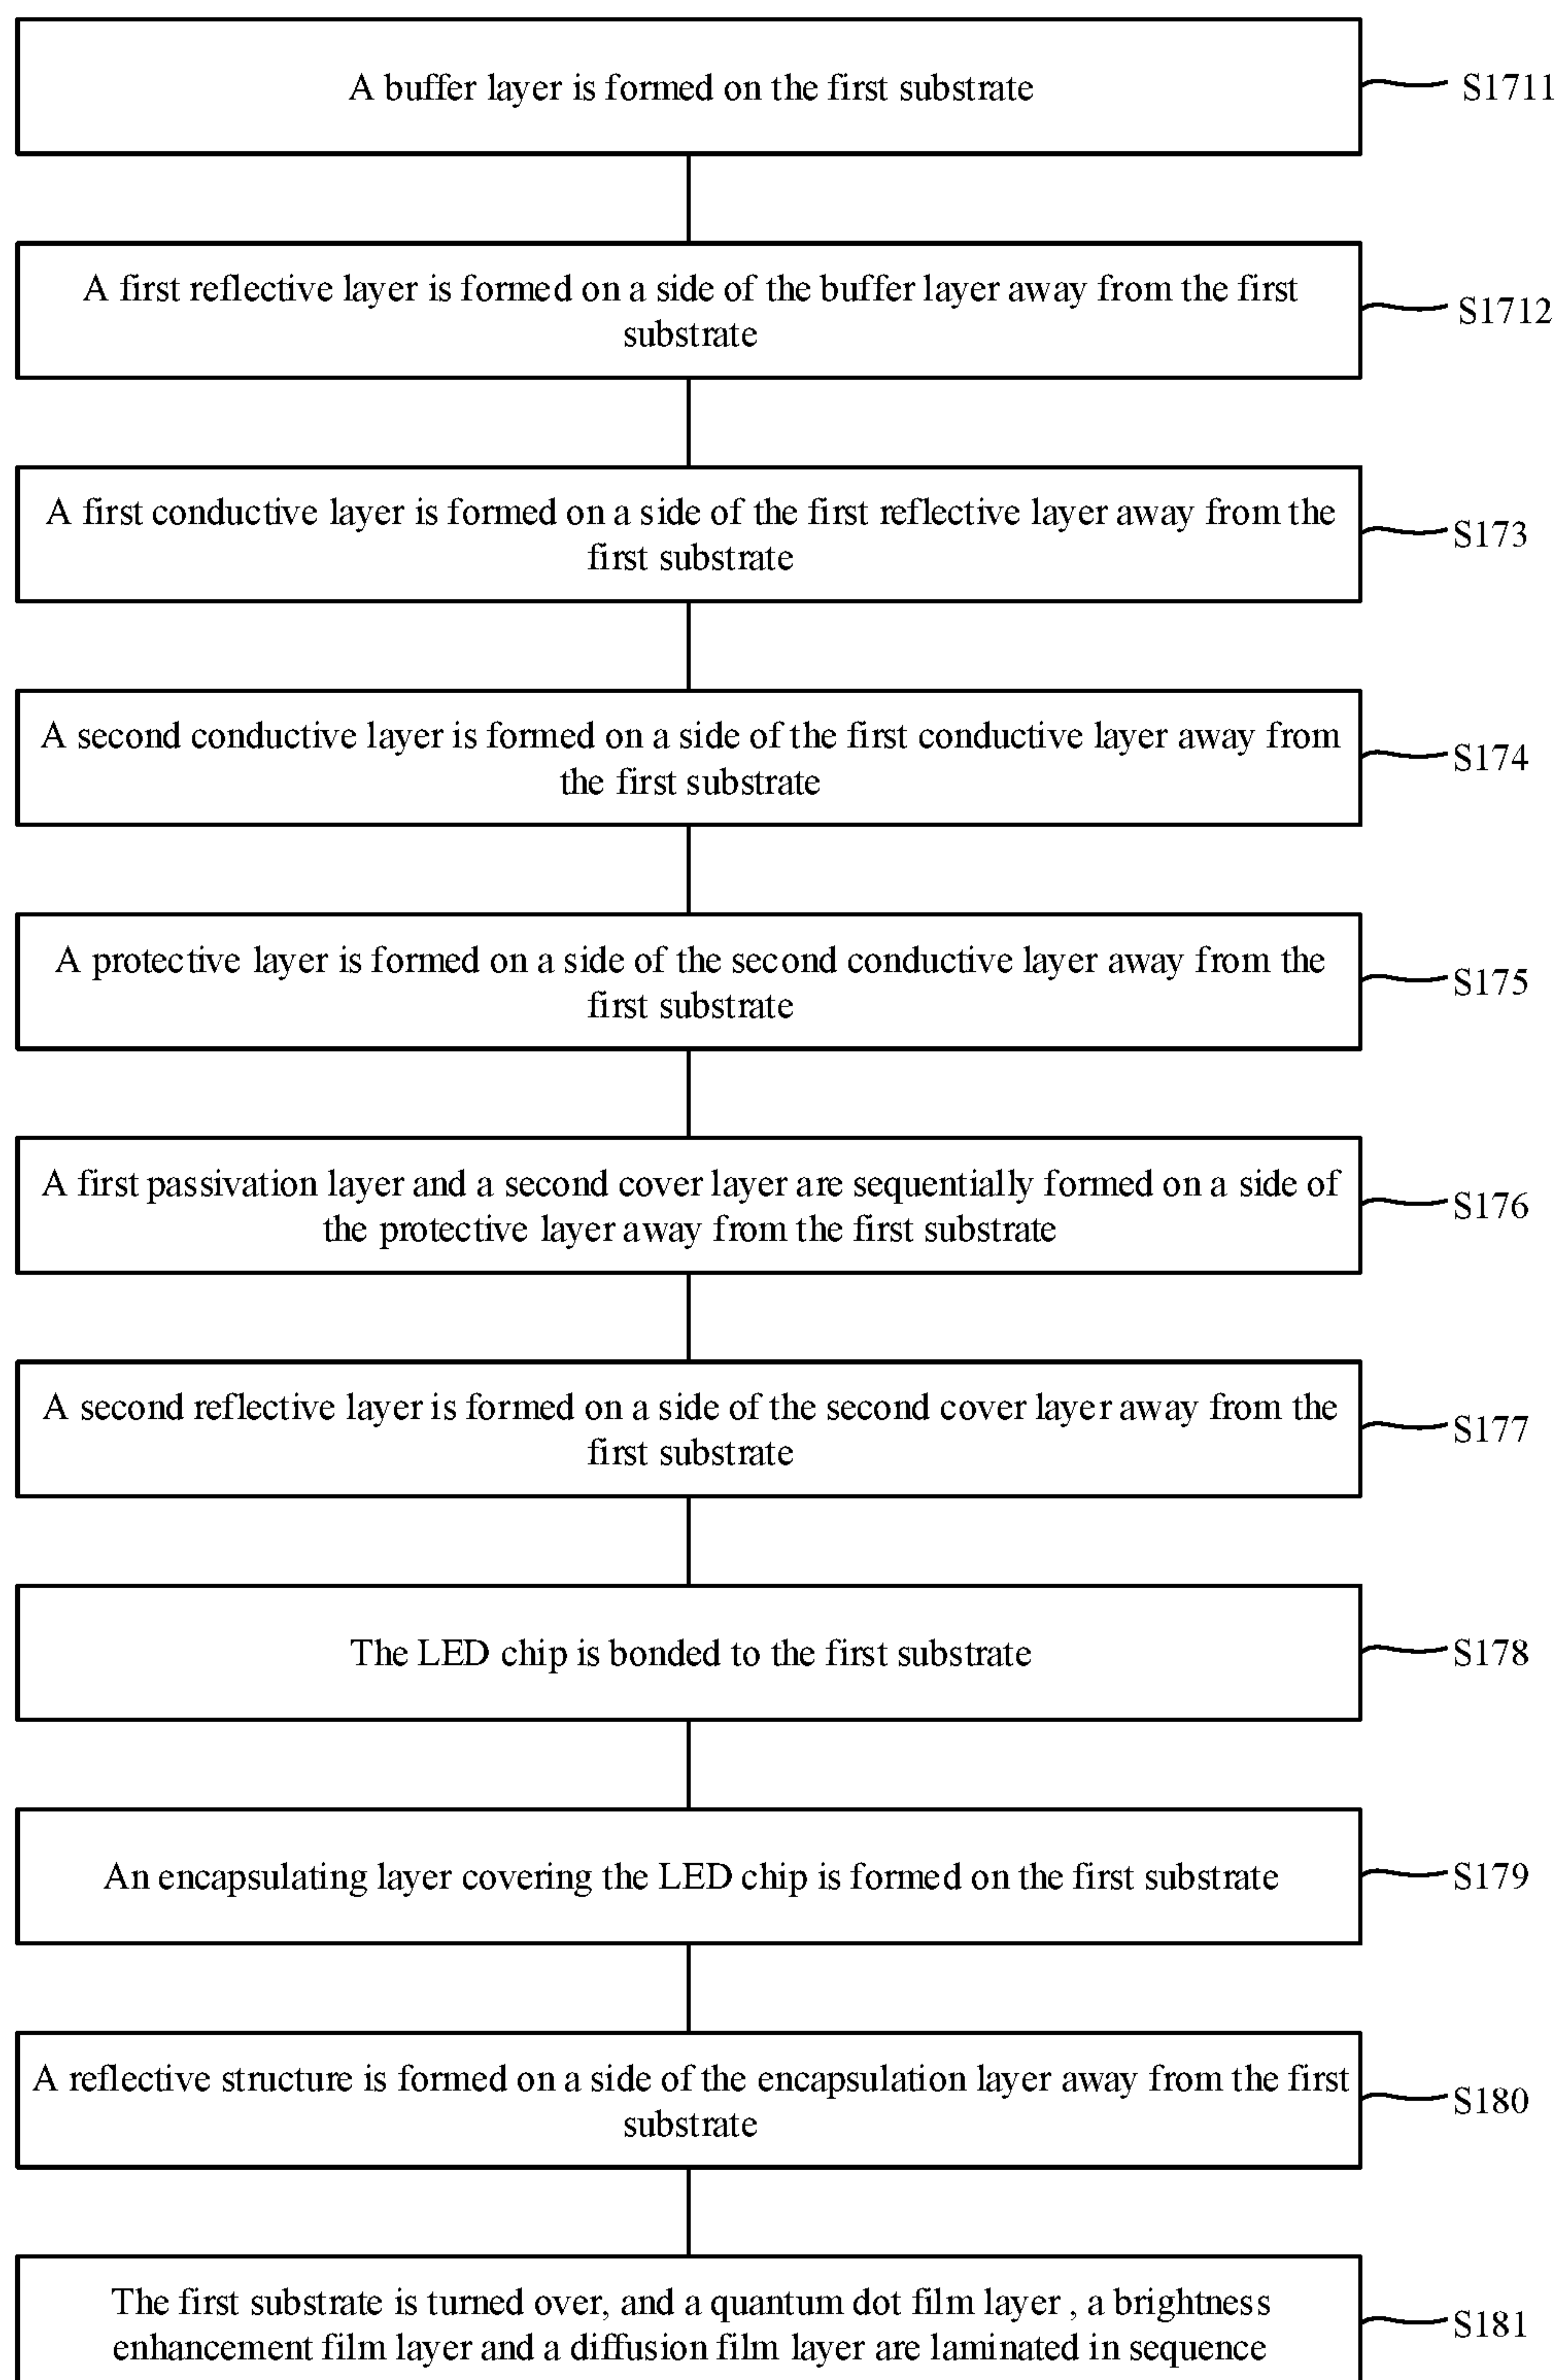 A buffer layer is formed on the first substrate
S1711
A first reflective layer is formed on a side of the buffer layer away from the first
substrate
S1712
A first conductive layer is formed on a side of the first reflective layer away from the
first substrate
S173
A second conductive layer is formed on a side of the first conductive layer away from
the first substrate
S174
A protective layer is formed on a side of the second conductive layer away from the
first substrate
S175
A first passivation layer and a second cover layer are sequentially formed on a side of
the protective layer away from the first substrate
S176
A second reflective layer is formed on a side of the second cover layer away from the
first substrate
S177
The LED chip is bonded to the first substrate
S178
An encapsulating layer covering the LED chip is formed on the first substrate
S179
A reflective structure is formed on a side of the encapsulation layer away from the first
substrate
S180
The first substrate is turned over, and a quantum dot film layer , a brightness
enhancement film layer and a diffusion film layer are laminated in sequence
S181